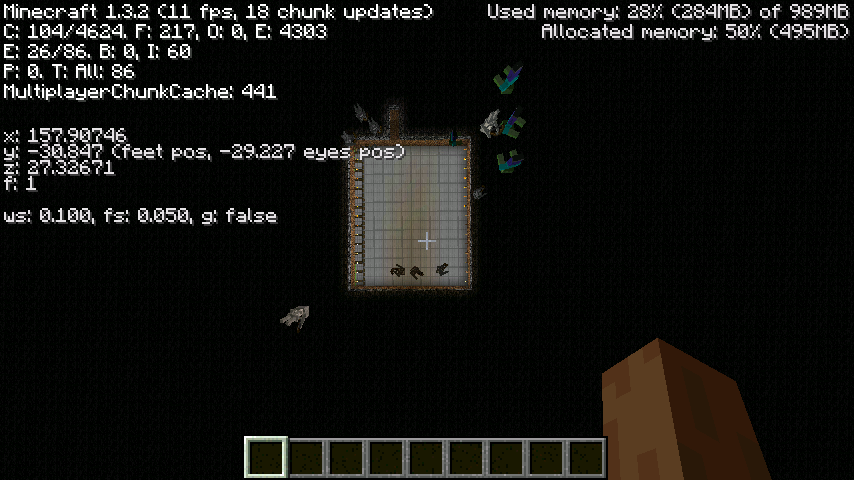 Minecraft 1.3.2 (11 fps, 18 chunk updates)
C: 104/4624. F: 217, O: 0, E: 4303
E: 26/86. B: 0, I: 60
P: 0. T: All: 86
MultiplayerChunkCache: 441
Used memory: 28% (284MB) of 989MB
Allocated memory: 50% (495MB)
x: 157.90746
y: -30.847 (feet pos, -29.227 eyes pos)
z: 27.32671
f: 1
ws: 0.100, fs: 0.050, g: false